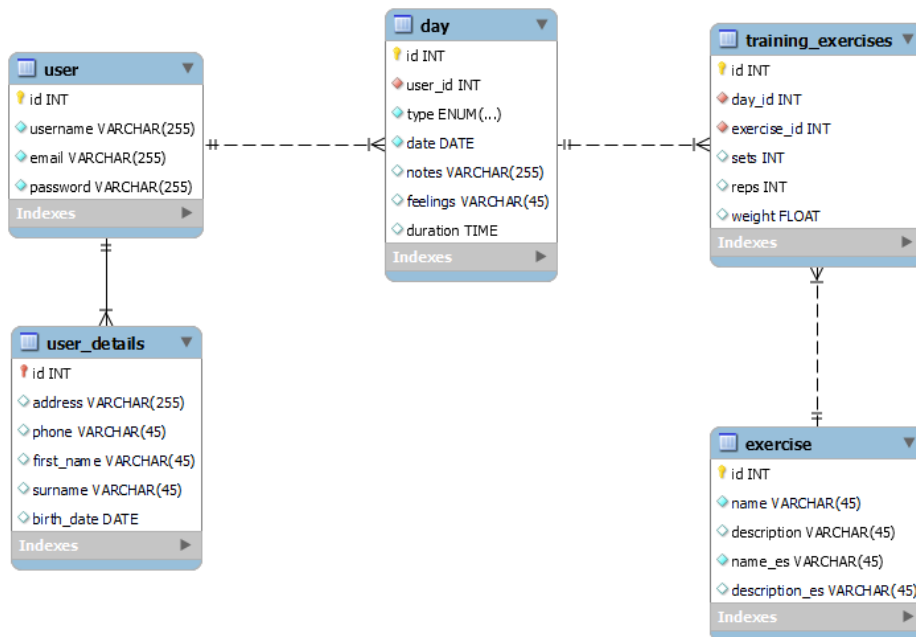 user
id INT
username VARCHAR(255)
email VARCHAR(255)
password VARCHAR(255)
Indexes
day
id INT
user_id INT
type ENUM(...)
date DATE
notes VARCHAR(255)
feelings VARCHAR(45)
duration TIME
Indexes
training_exercises
id INT
day_id INT
exercise_id INT
sets INT
reps INT
weight FLOAT
Indexes
user_details
id INT
address VARCHAR(255)
phone VARCHAR(45)
first_name VARCHAR(45)
surname VARCHAR(45)
birth_date DATE
Indexes
exercise
id INT
name VARCHAR(45)
description VARCHAR(45)
name_es VARCHAR(45)
description_es VARCHAR(45)
Indexes